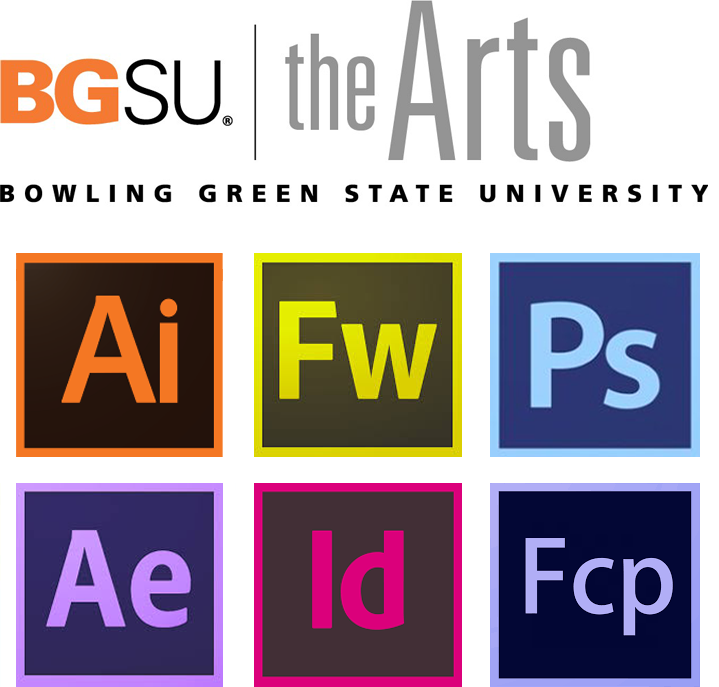 BGSU® | the Arts
BOWLING GREEN STATE UNIVERSITY
Ai Fw Ps
Ae Id Fcp